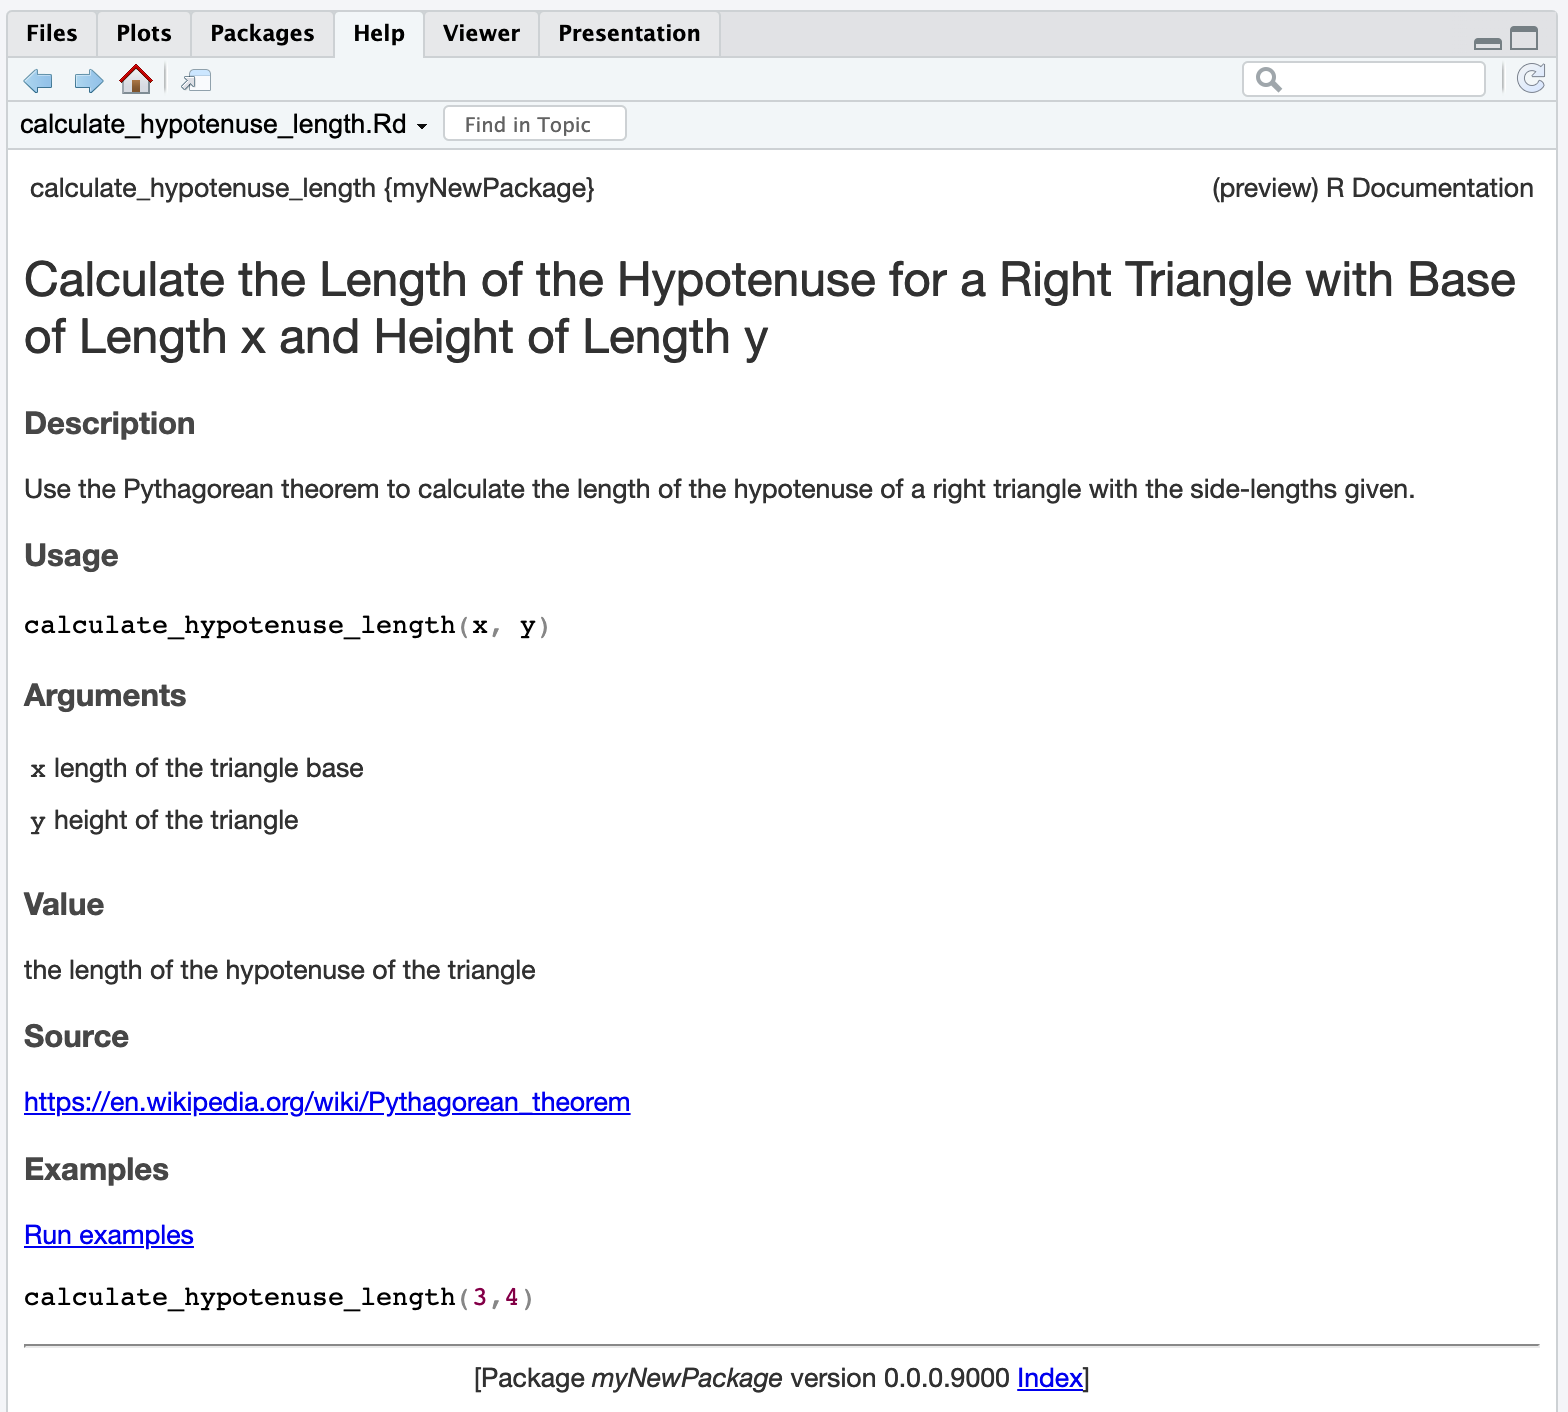 Files Plots Packages Help Viewer Presentation
calculate_hypotenuse_length.Rd Find in Topic
calculate_hypotenuse_length {myNewPackage} (preview) R Documentation
Calculate the Length of the Hypotenuse for a Right Triangle with Base
of Length x and Height of Length y
Description
Use the Pythagorean theorem to calculate the length of the hypotenuse of a right triangle with the side-lengths given.
Usage
calculate_hypotenuse_length(x, y)
Arguments
x length of the triangle base
y height of the triangle
Value
the length of the hypotenuse of the triangle
Source
https://en.wikipedia.org/wiki/Pythagorean_theorem
Examples
Run examples
calculate_hypotenuse_length(3,4)
[Package myNewPackage version 0.0.0.9000 Index]